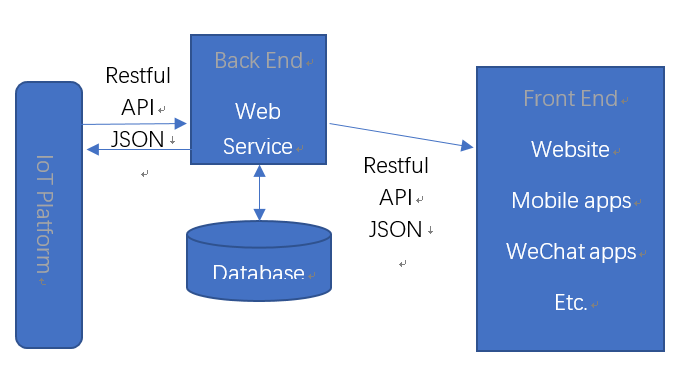 IoT Platform
Restful
API
JSON
Back End
Web
Service
Database
Restful
API
JSON
Front End
Website
Mobile apps
WeChat apps
Etc.